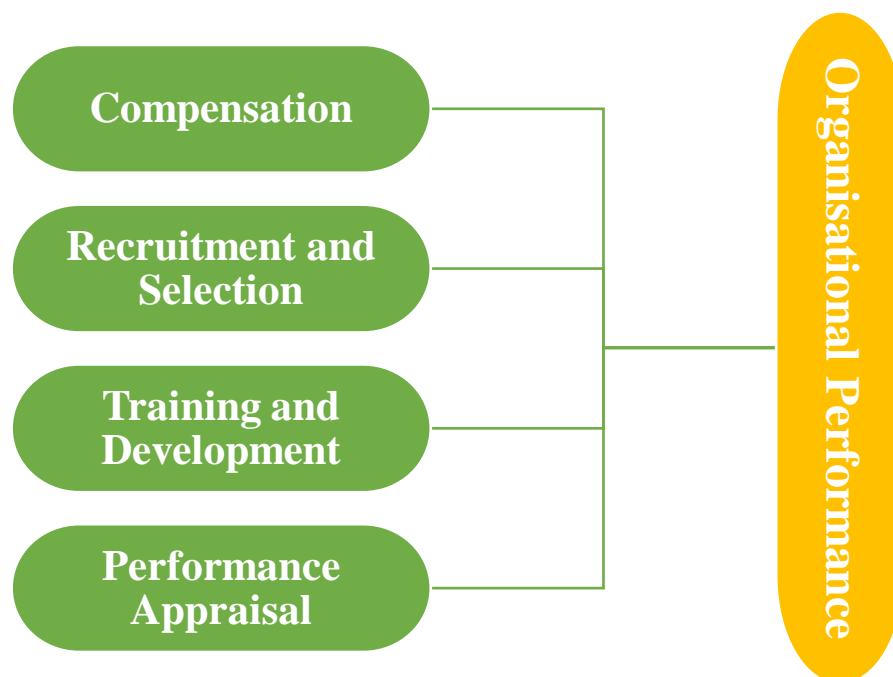 Compensation
Recruitment and
Selection
Training and
Development
Performance
Appraisal
Organisational Performance